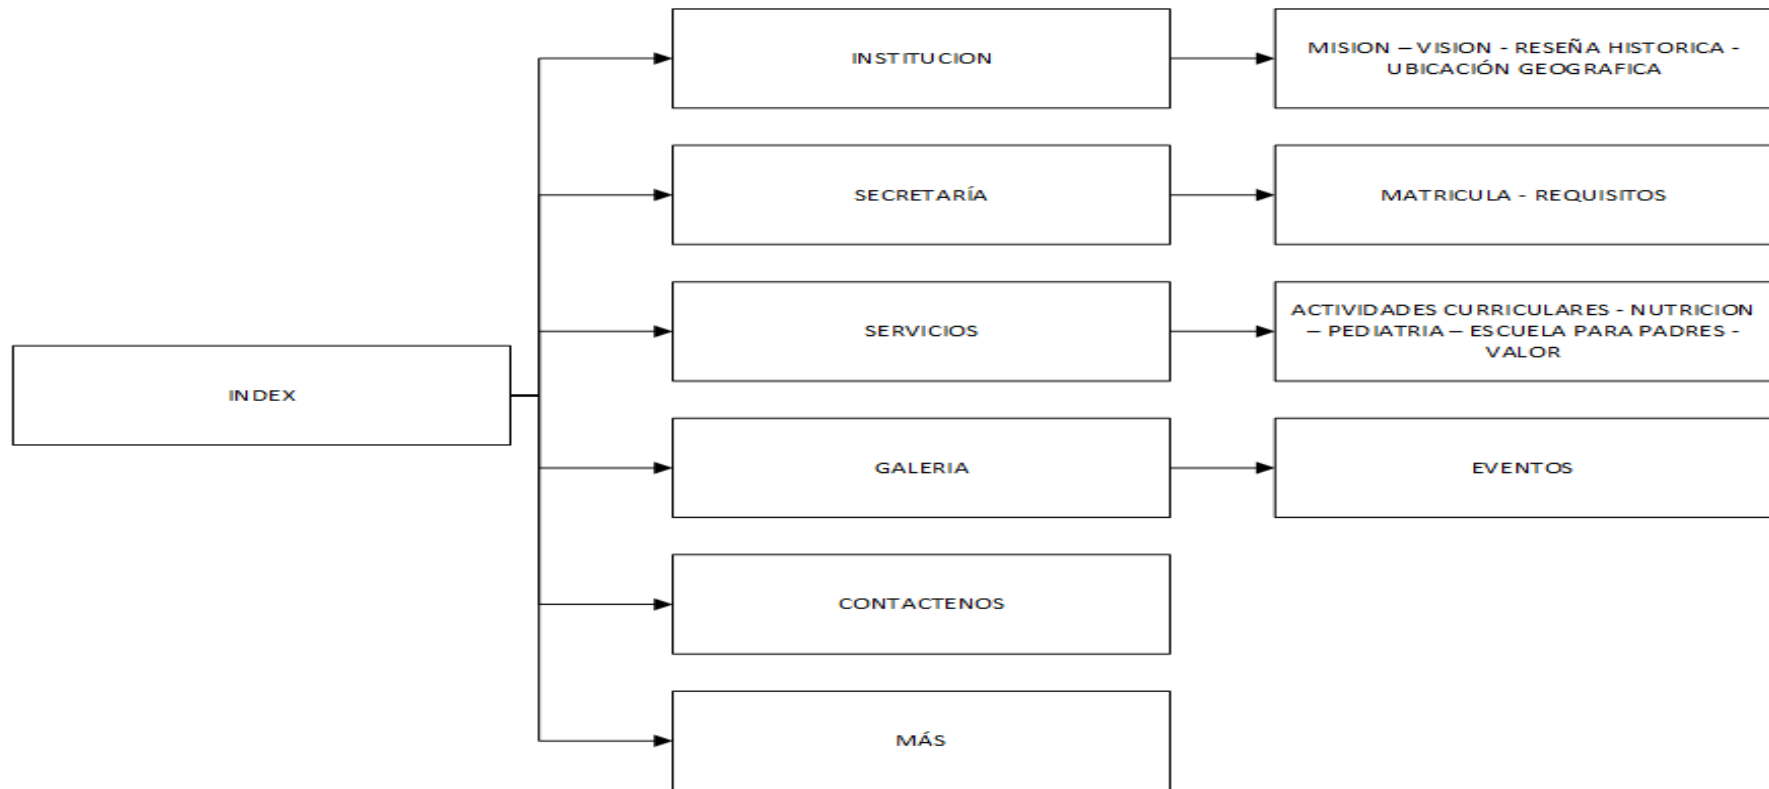 INSTITUCION
MISION – VISION - RESEÑA HISTORICA -
UBICACIÓN GEOGRAFICA
SECRETARÍA
MATRICULA - REQUISITOS
SERVICIOS
ACTIVIDADES CURRICULARES - NUTRICION
– PEDIATRIA – ESCUELA PARA PADRES -
VALOR
INDEX
GALERIA
EVENTOS
CONTACTENOS
MÁS